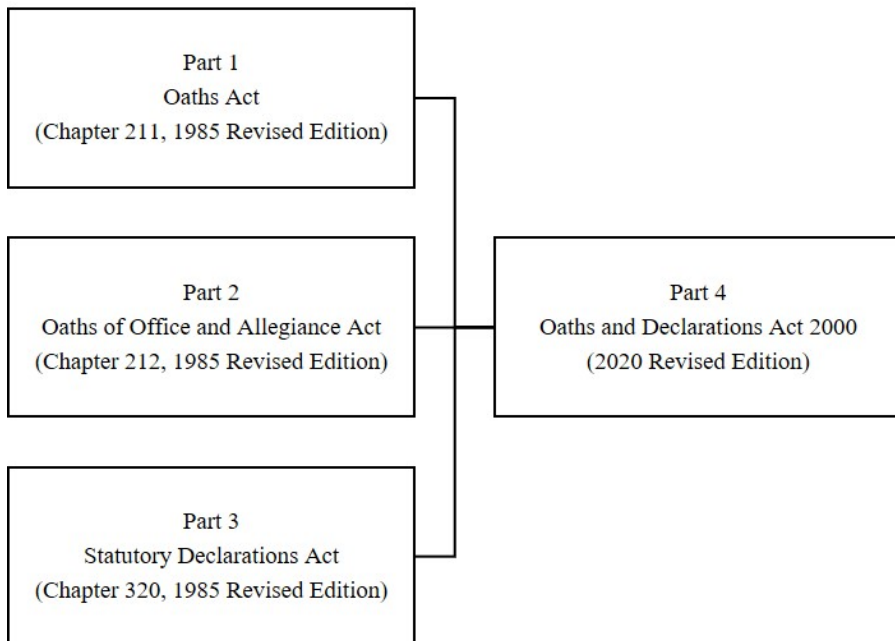 Part 1
Oaths Act
(Chapter 211, 1985 Revised Edition)
Part 2
Oaths of Office and Allegiance Act
(Chapter 212, 1985 Revised Edition)
Part 3
Statutory Declarations Act
(Chapter 320, 1985 Revised Edition)
Part 4
Oaths and Declarations Act 2000
(2020 Revised Edition)